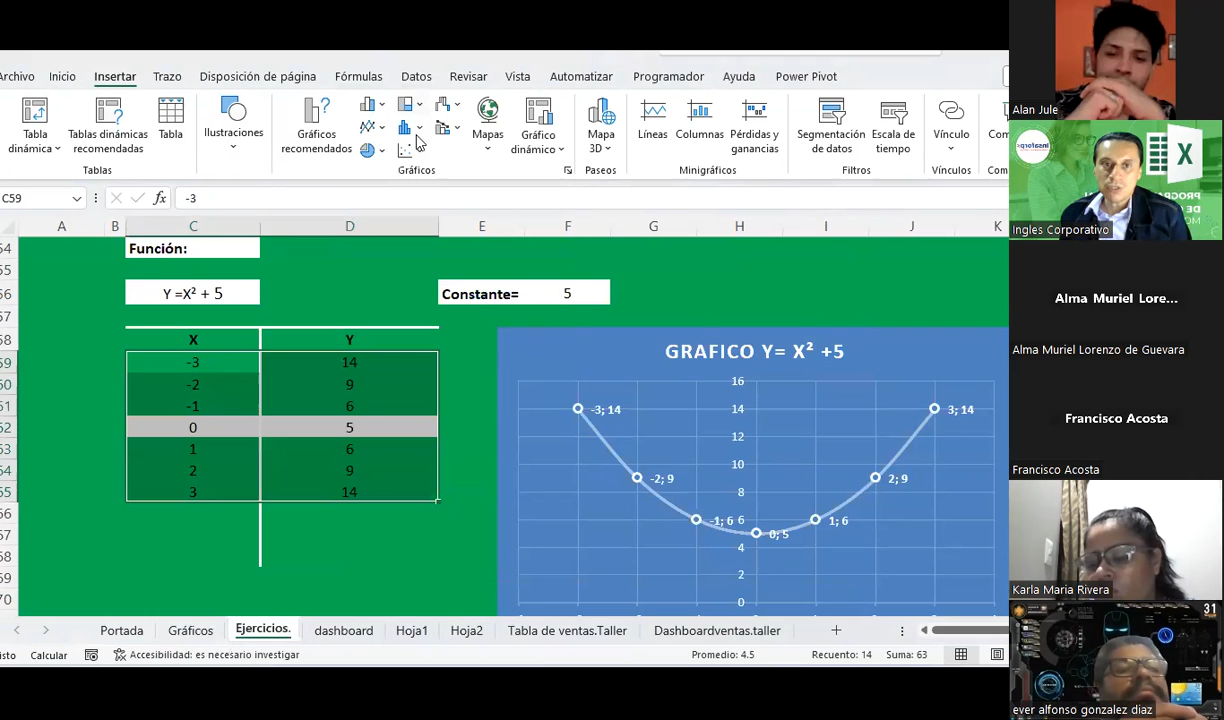 Archivo Inicio Insertar Trazo Disposición de página Fórmulas Datos Revisar Vista Automatizar Programador Ayuda Power Pivot
Tabla dinámica
Tablas dinámicas recomendadas
Tabla
Ilustraciones
Gráficos recomendados
Mapas
Gráfico dinámico
Mapa 3D
Líneas
Columnas
Pérdidas y ganancias
Segmentación de datos
Escala de tiempo
Vínculo
Tablas
Gráficos
Paseos
Minigráficos
Filtros
Vínculos
C59
fx
-3
A B C D E F G H I J K
Función:
Y =X² + 5
Constante= 5
X Y
-3 14
-2 9
-1 6
0 5
1 6
2 9
3 14
GRAFICO Y= X² +5
16
14
12
10
8
6
4
2
0
-3; 14
-2; 9
-1; 6
0; 5
1; 6
2; 9
3; 14
Portada Gráficos Ejercicios. dashboard Hoja1 Hoja2 Tabla de ventas.Taller Dashboardventas.taller
Calcular
Accesibilidad: es necesario investigar
Promedio: 4.5 Recuento: 14 Suma: 63
Alan Jule
Insaforp
X
Ingles Corporativo
Alma Muriel Lore...
Alma Muriel Lorenzo de Guevara
Francisco Acosta
Francisco Acosta
Karla Maria Rivera
31
ever alfonso gonzalez diaz